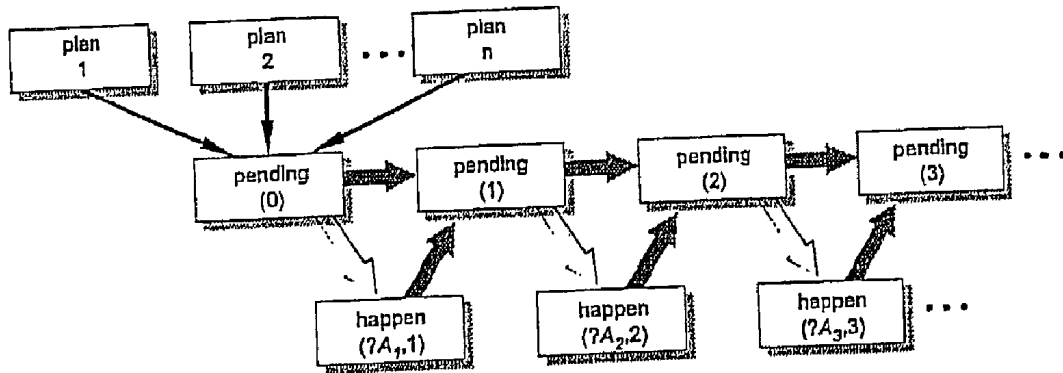 plan
1
plan
2
plan
n
pending
(0)
pending
(1)
pending
(2)
pending
(3)
happen
(?A₁,1)
happen
(?A₂,2)
happen
(?A₃,3)